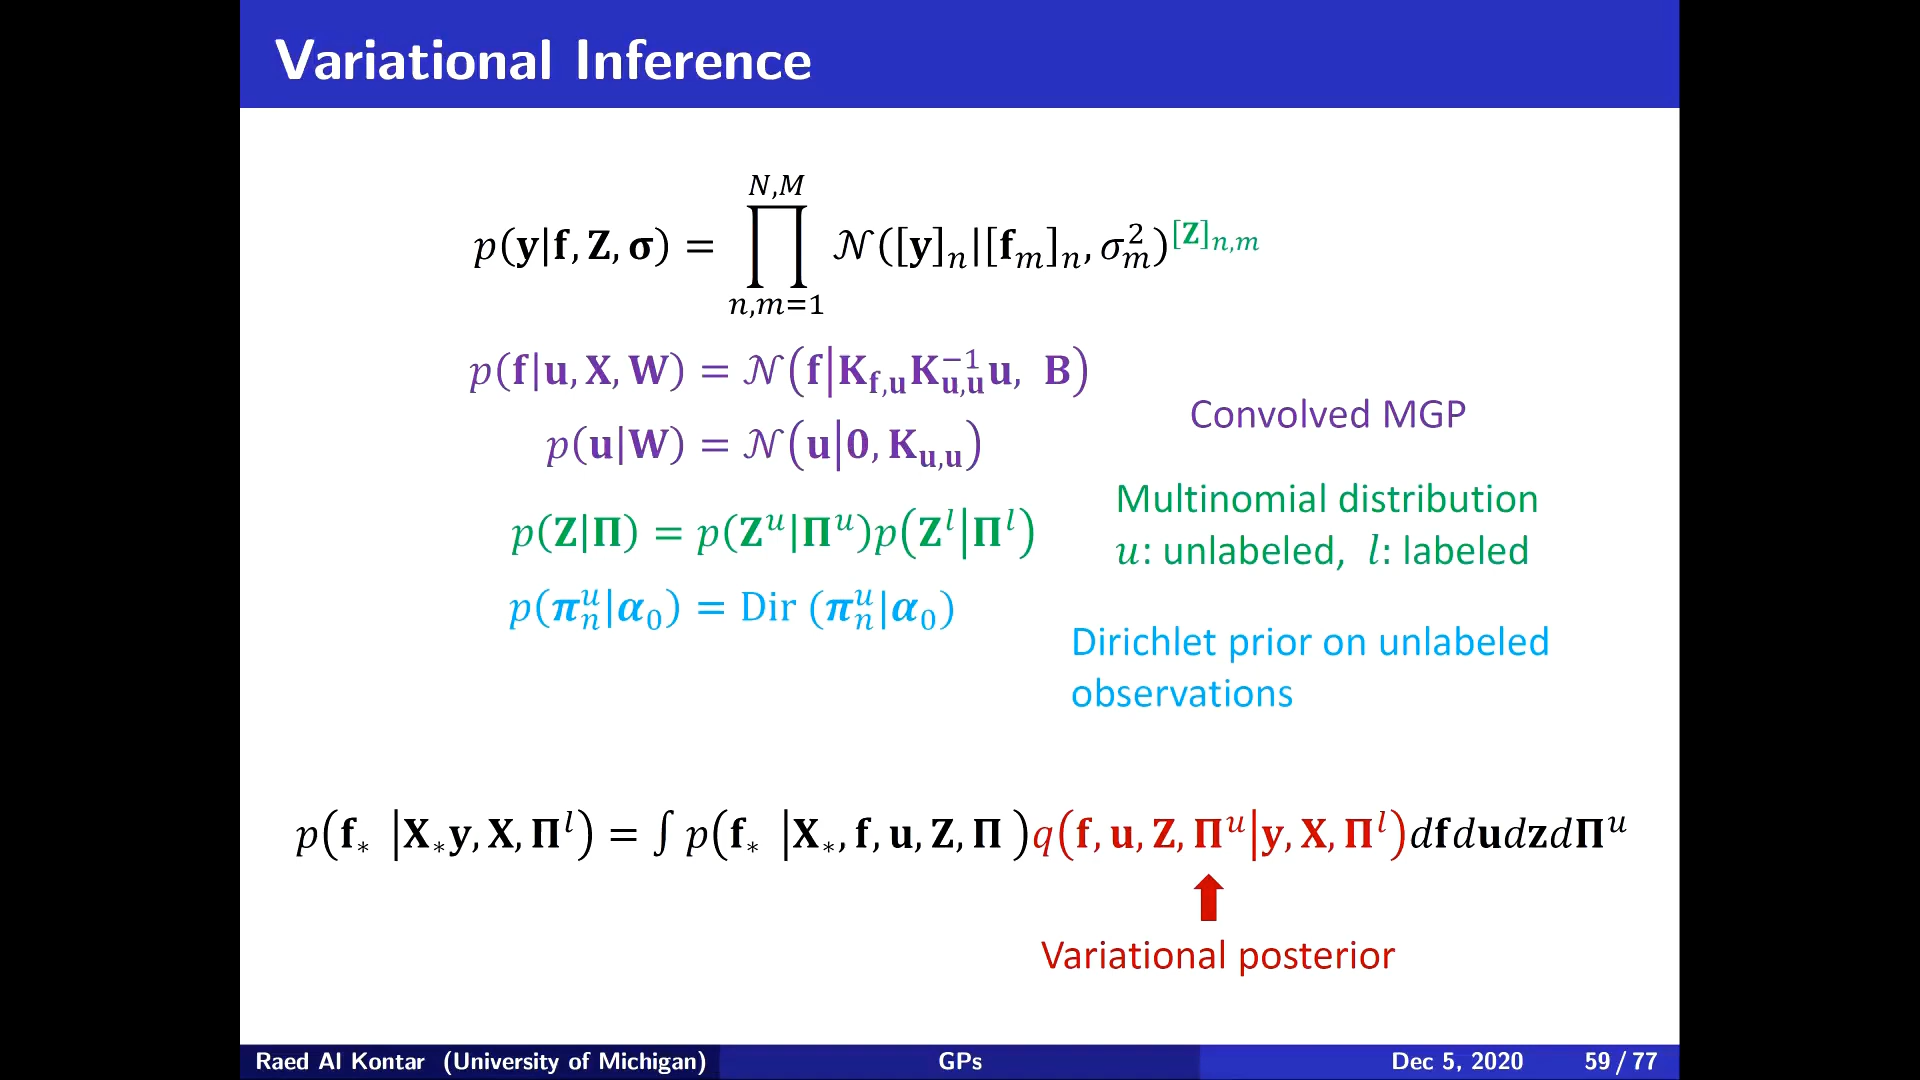 Variational Inference
p(y|f, Z, σ) = ∏_{n,m=1}^{N,M} 𝒩([y]_n|[f_m]_n, σ_m^2)^{[Z]_{n,m}}
p(f|u, X, W) = 𝒩(f|K_{f,u}K_{u,u}^{-1}u, B)
Convolved MGP
p(u|W) = 𝒩(u|0, K_{u,u})
Multinomial distribution
u: unlabeled, l: labeled
p(Z|Π) = p(Z^u|Π^u)p(Z^l|Π^l)
p(π_n^u|α_0) = Dir (π_n^u|α_0)
Dirichlet prior on unlabeled
observations
p(f_* |X_*y, X, Π^l) = ∫ p(f_* |X_*, f, u, Z, Π )q(f, u, Z, Π^u|y, X, Π^l)dfdudzdΠ^u
Variational posterior
Raed Al Kontar (University of Michigan) GPs Dec 5, 2020 59 / 77